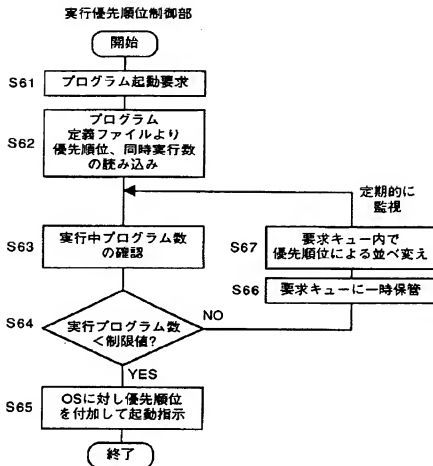 実行優先順位制御部
開始
S61
プログラム起動要求
S62
プログラム
定義ファイルより
優先順位、同時実行数
の読み込み
定期的に
監視
S63
実行中プログラム数
の確認
S67
要求キュー内で
優先順位による並べ変え
S66
要求キューに一時保管
S64
実行プログラム数
<制限値?
NO
YES
S65
OSに対し優先順位
を付加して起動指示
終了